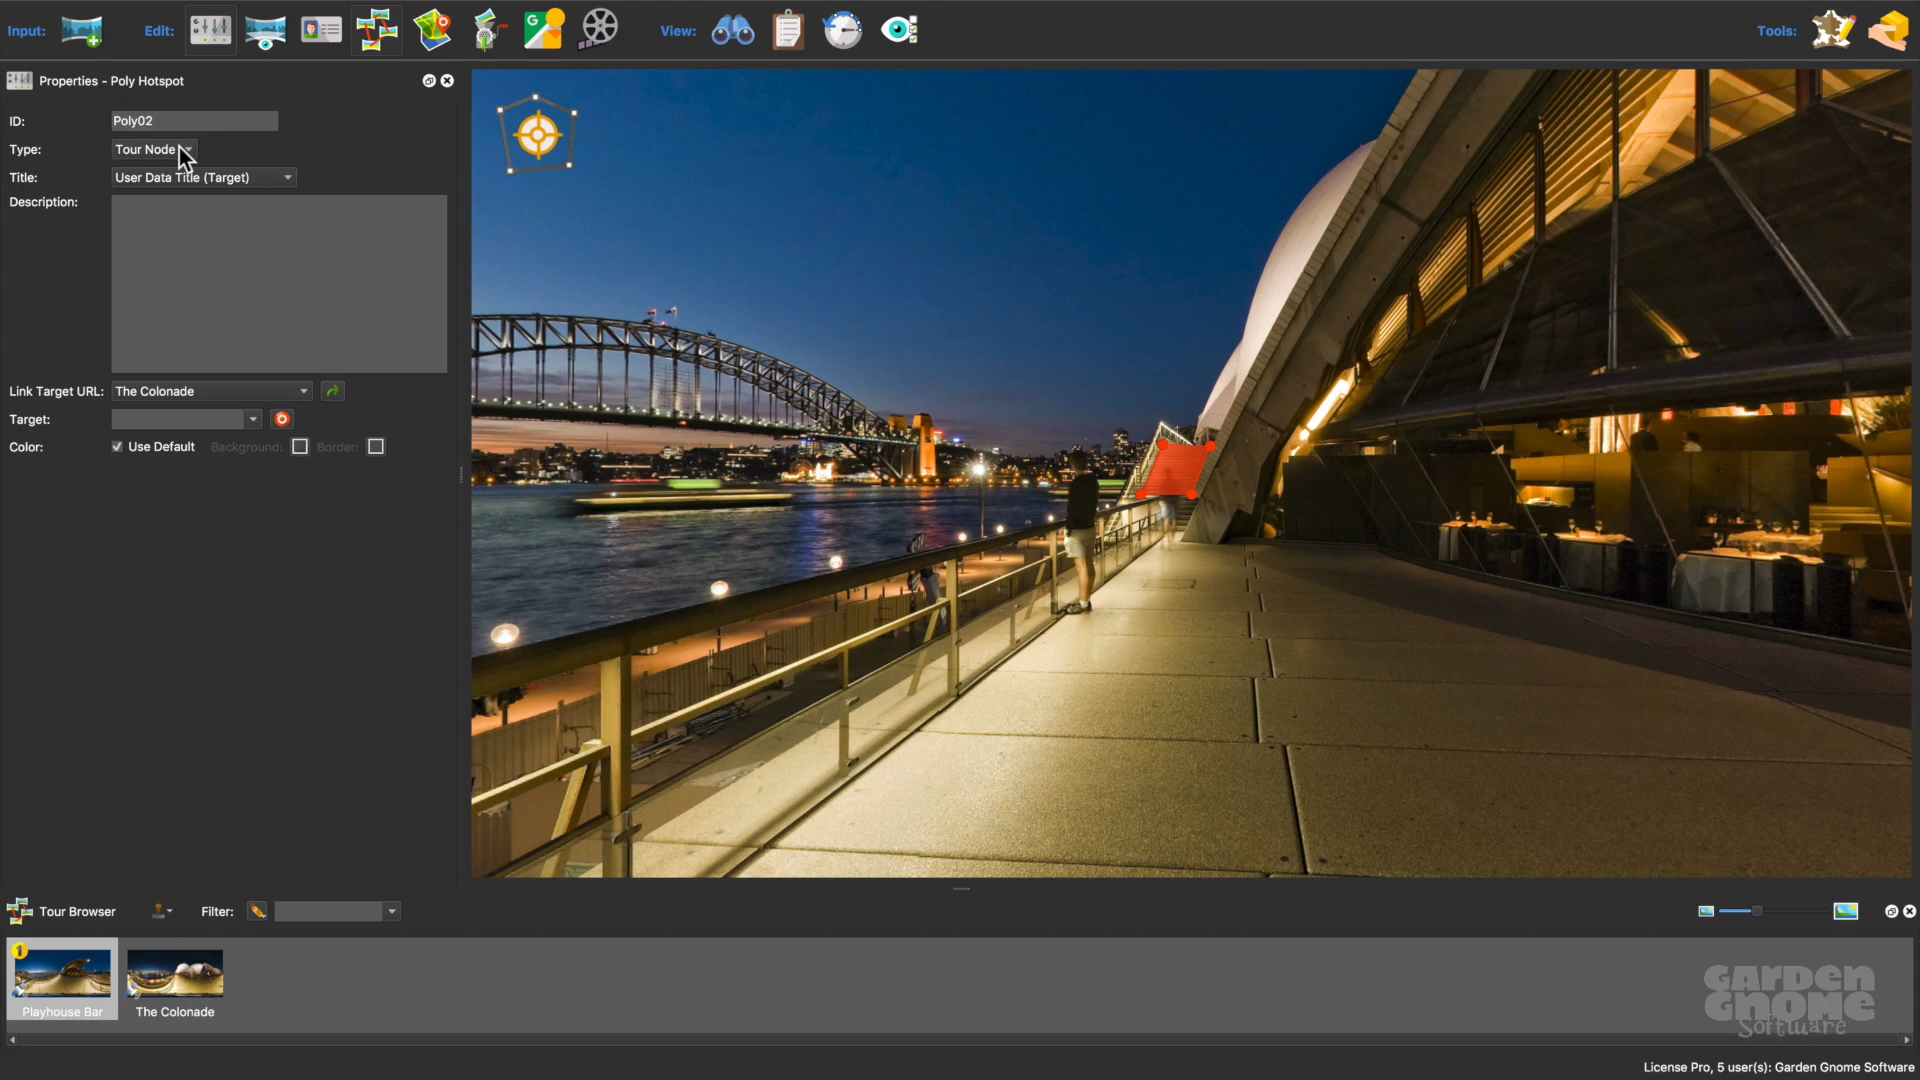 Input:
Edit:
View:
Tools:
Properties - Poly Hotspot
ID: Poly02
Type: Tour Node
Title: User Data Title (Target)
Description:
Link Target URL: The Colonade
Target:
Color: Use Default Background: Border:
Tour Browser Filter:
1
Playhouse Bar The Colonade
GARDEN
GNOME
Software
License Pro, 5 user(s): Garden Gnome Software